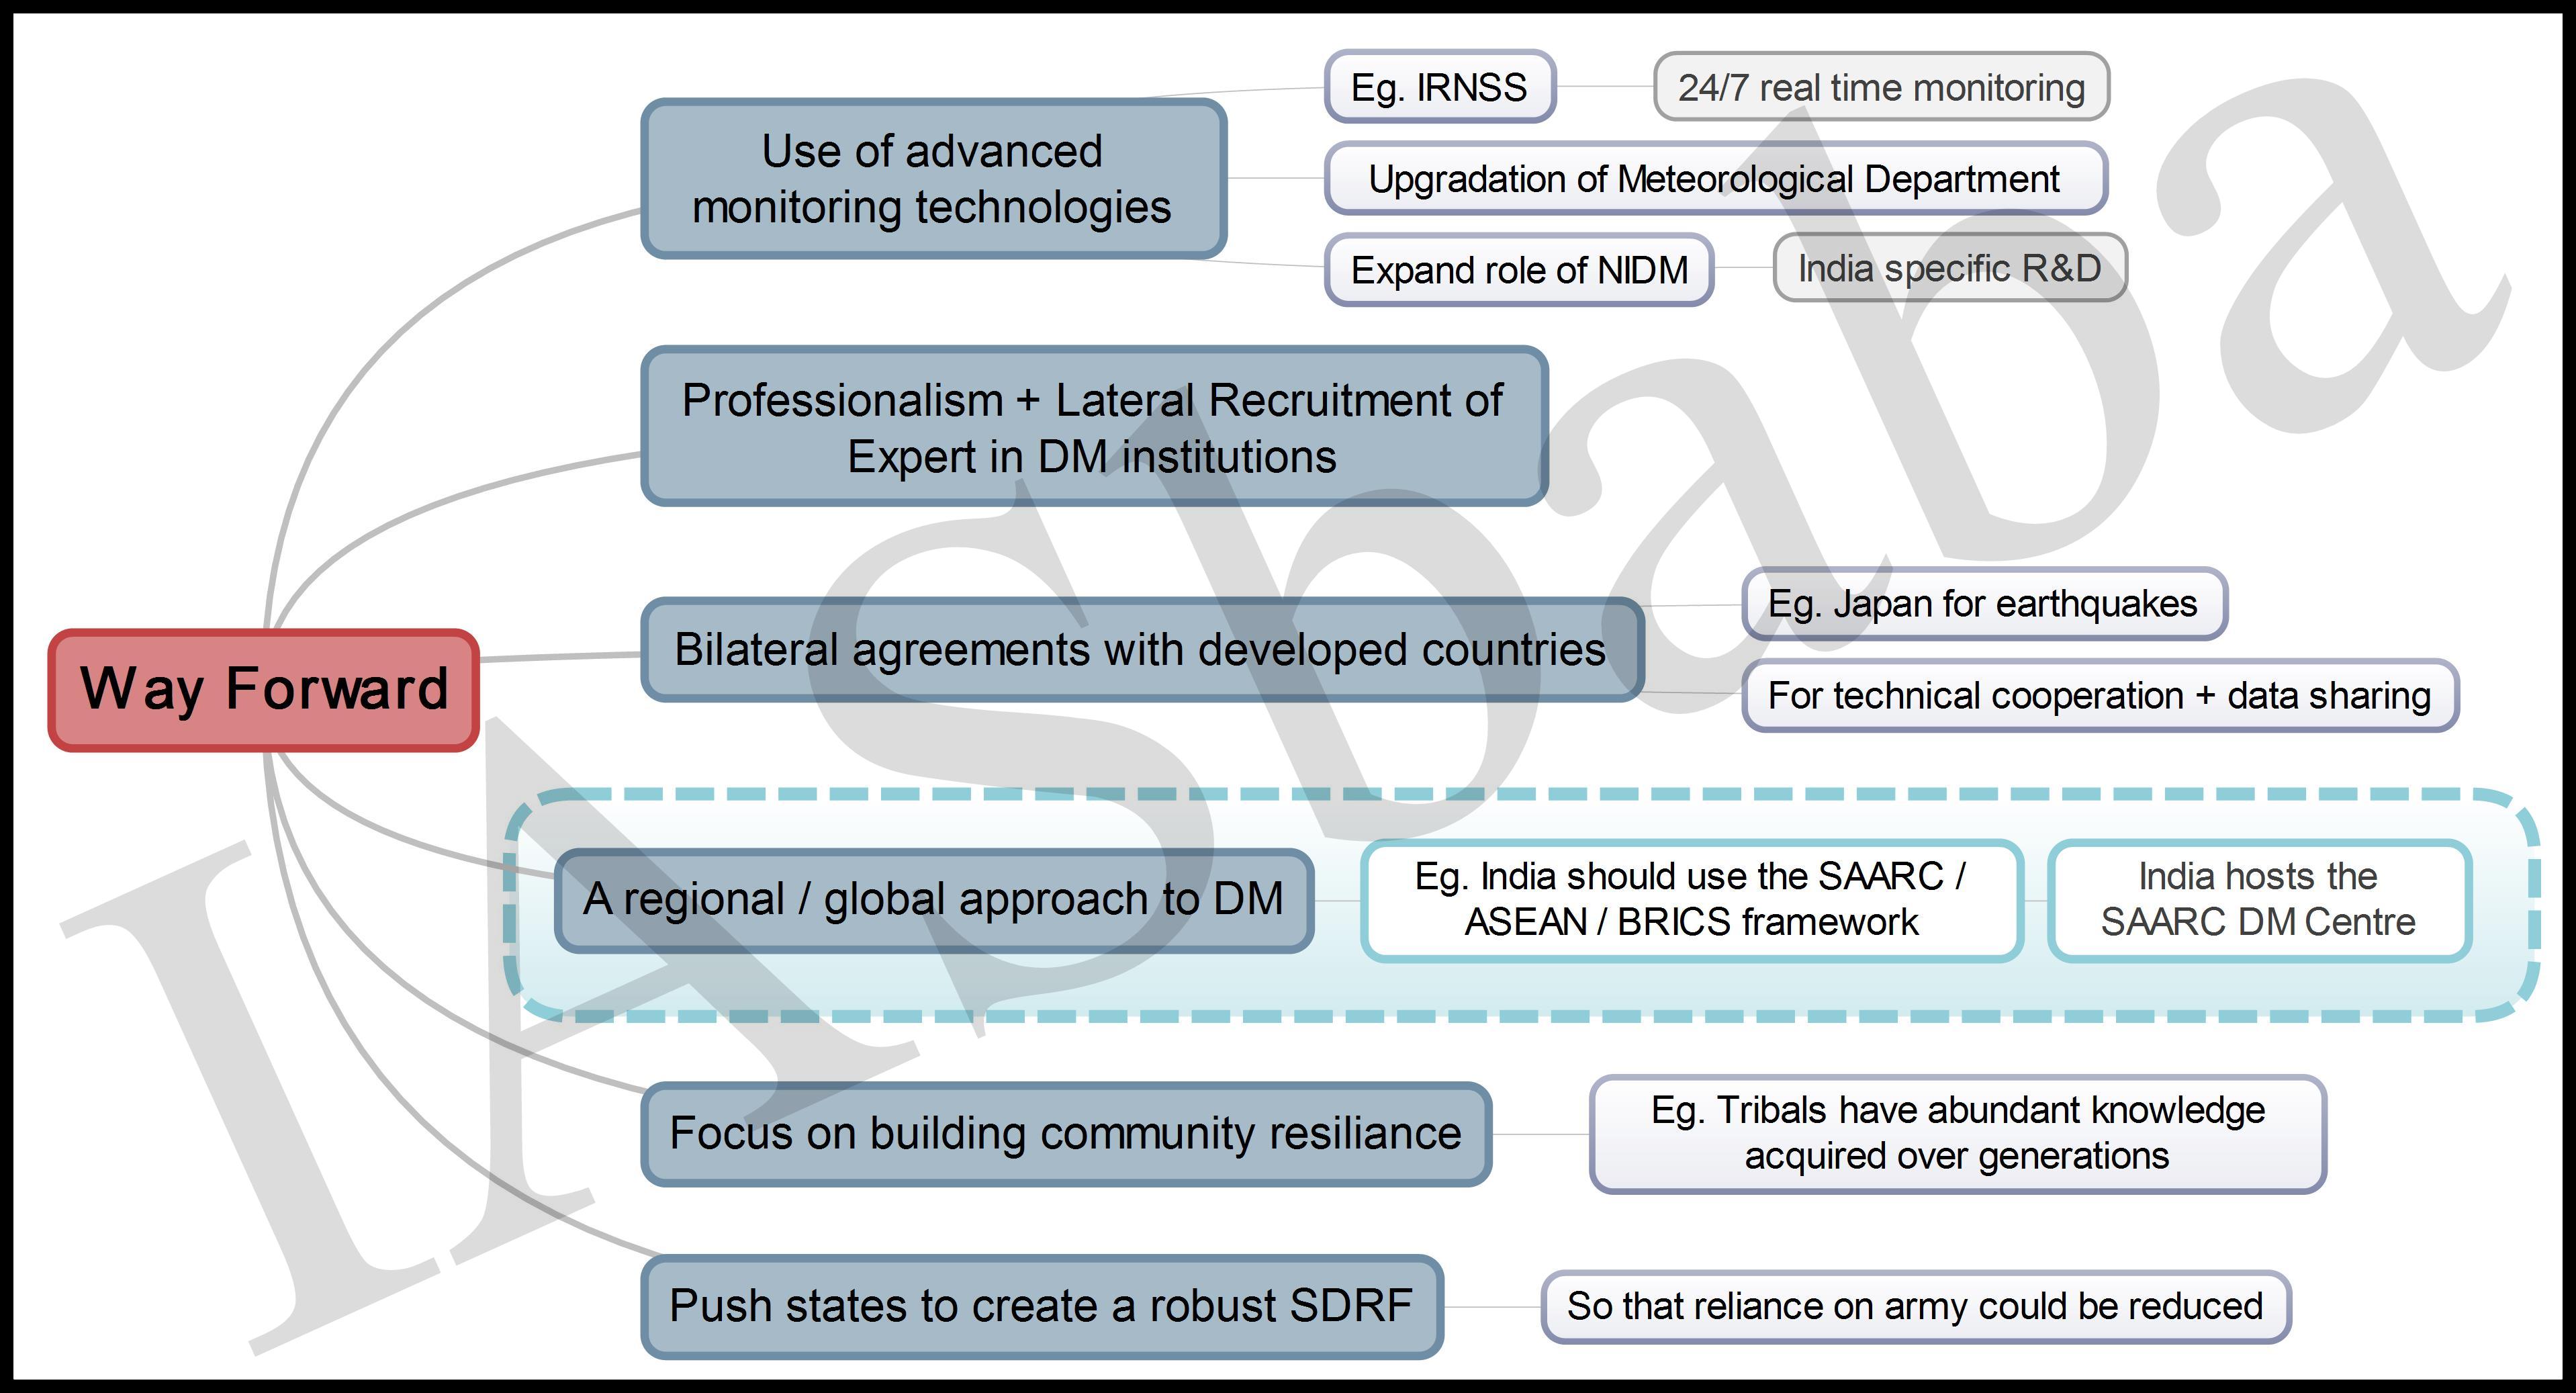 Way Forward
Use of advanced
monitoring technologies
Eg. IRNSS
24/7 real time monitoring
Upgradation of Meteorological Department
Expand role of NIDM
India specific R&D
Professionalism + Lateral Recruitment of
Expert in DM institutions
Bilateral agreements with developed countries
Eg. Japan for earthquakes
For technical cooperation + data sharing
A regional / global approach to DM
Eg. India should use the SAARC /
ASEAN / BRICS framework
India hosts the
SAARC DM Centre
Focus on building community resiliance
Eg. Tribals have abundant knowledge
acquired over generations
Push states to create a robust SDRF
So that reliance on army could be reduced
IASbaba